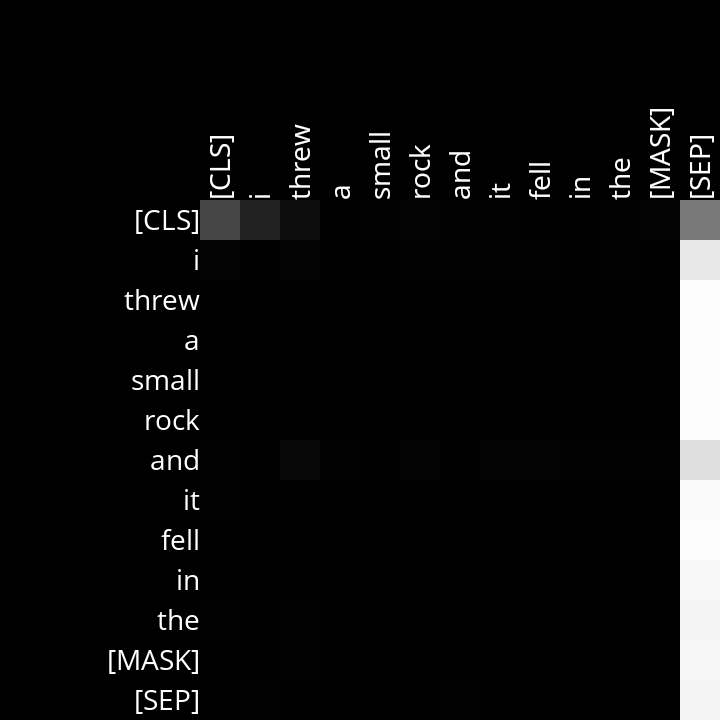 [CLS] i threw a small rock and it fell in the [MASK] [SEP]
[CLS]
i
threw
a
small
rock
and
it
fell
in
the
[MASK]
[SEP]